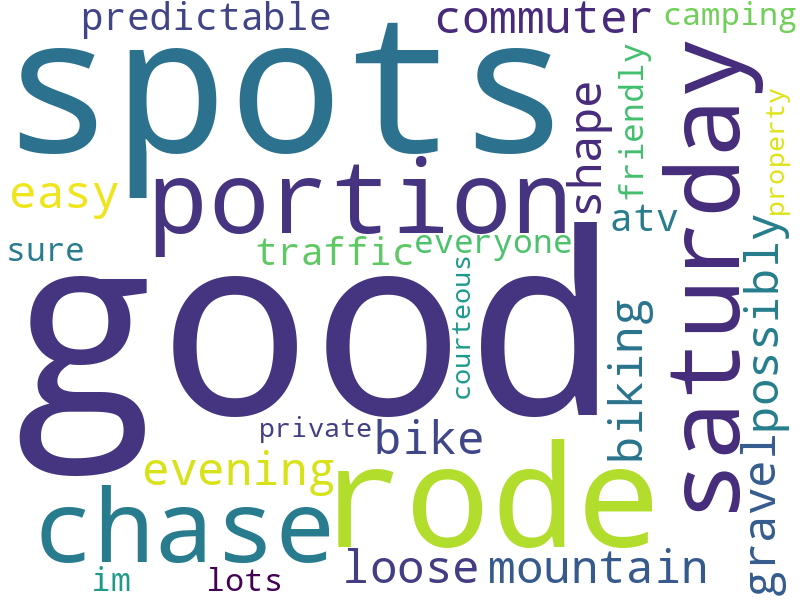 predictable
commuter
camping
spots
saturday
shape
friendly
property
easy
portion
atv
possibly
sure
traffic
everyone
courteous
good
biking
private
bike
gravel
evening
rode
chase
loose
mountain
im
lots